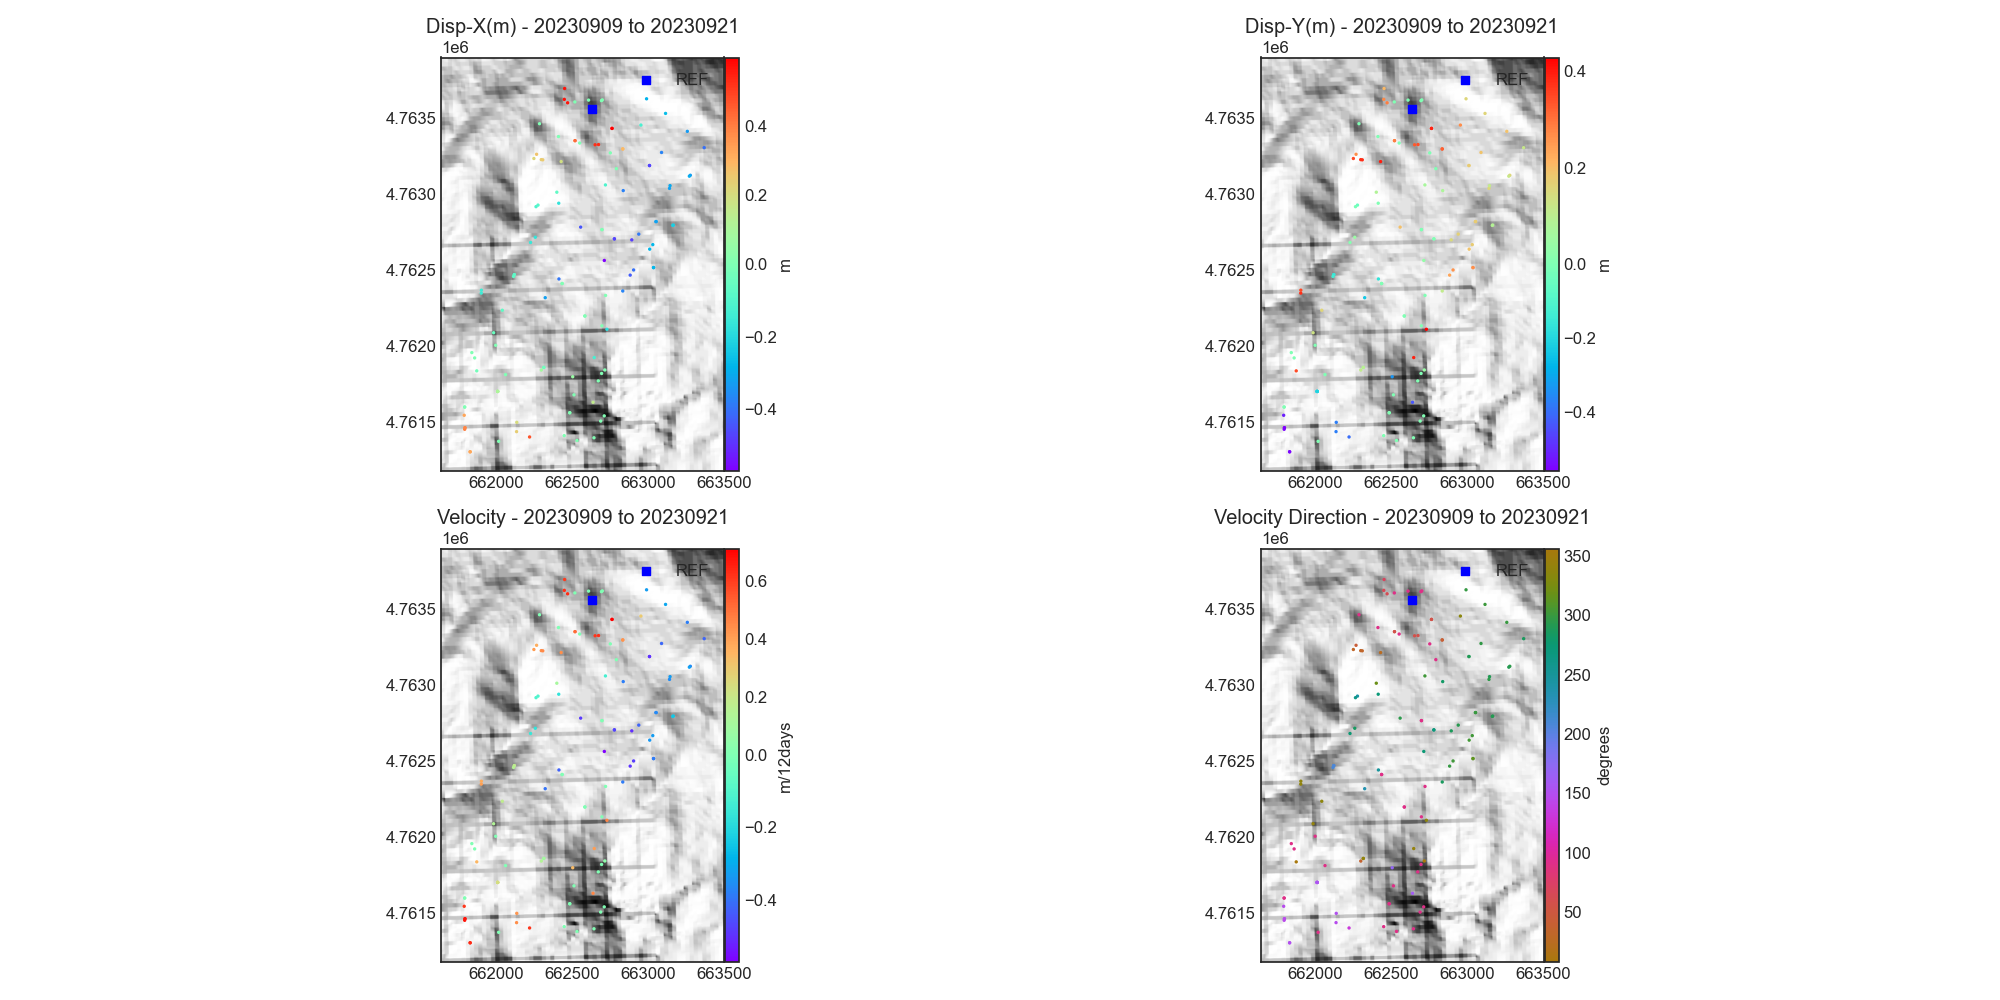 Disp-X(m) - 20230909 to 20230921
1e6
REF
4.7635
4.7630
4.7625
4.7620
4.7615
662000 662500 663000 663500
0.4
0.2
0.0
−0.2
−0.4
m
Disp-Y(m) - 20230909 to 20230921
1e6
REF
4.7635
4.7630
4.7625
4.7620
4.7615
662000 662500 663000 663500
0.4
0.2
0.0
−0.2
−0.4
m
Velocity - 20230909 to 20230921
1e6
REF
4.7635
4.7630
4.7625
4.7620
4.7615
662000 662500 663000 663500
0.6
0.4
0.2
0.0
−0.2
−0.4
m/12days
Velocity Direction - 20230909 to 20230921
1e6
REF
4.7635
4.7630
4.7625
4.7620
4.7615
662000 662500 663000 663500
350
300
250
200
150
100
50
degrees